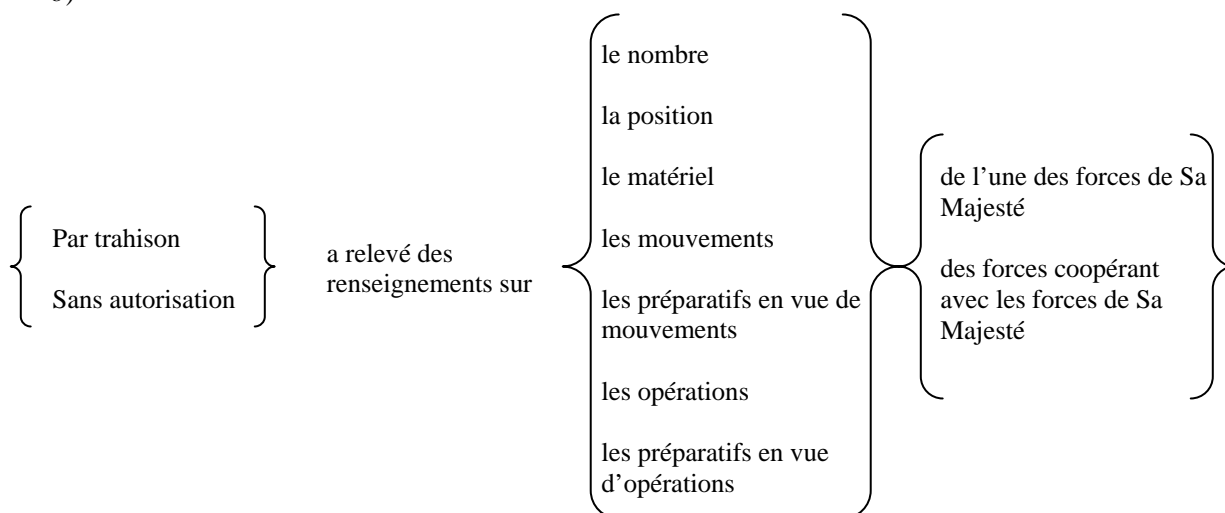 Par trahison
Sans autorisation
a relevé des
renseignements sur
le nombre
la position
le matériel
les mouvements
les préparatifs en vue de
mouvements
les opérations
les préparatifs en vue
d’opérations
de l’une des forces de Sa
Majesté
des forces coopérant
avec les forces de Sa
Majesté